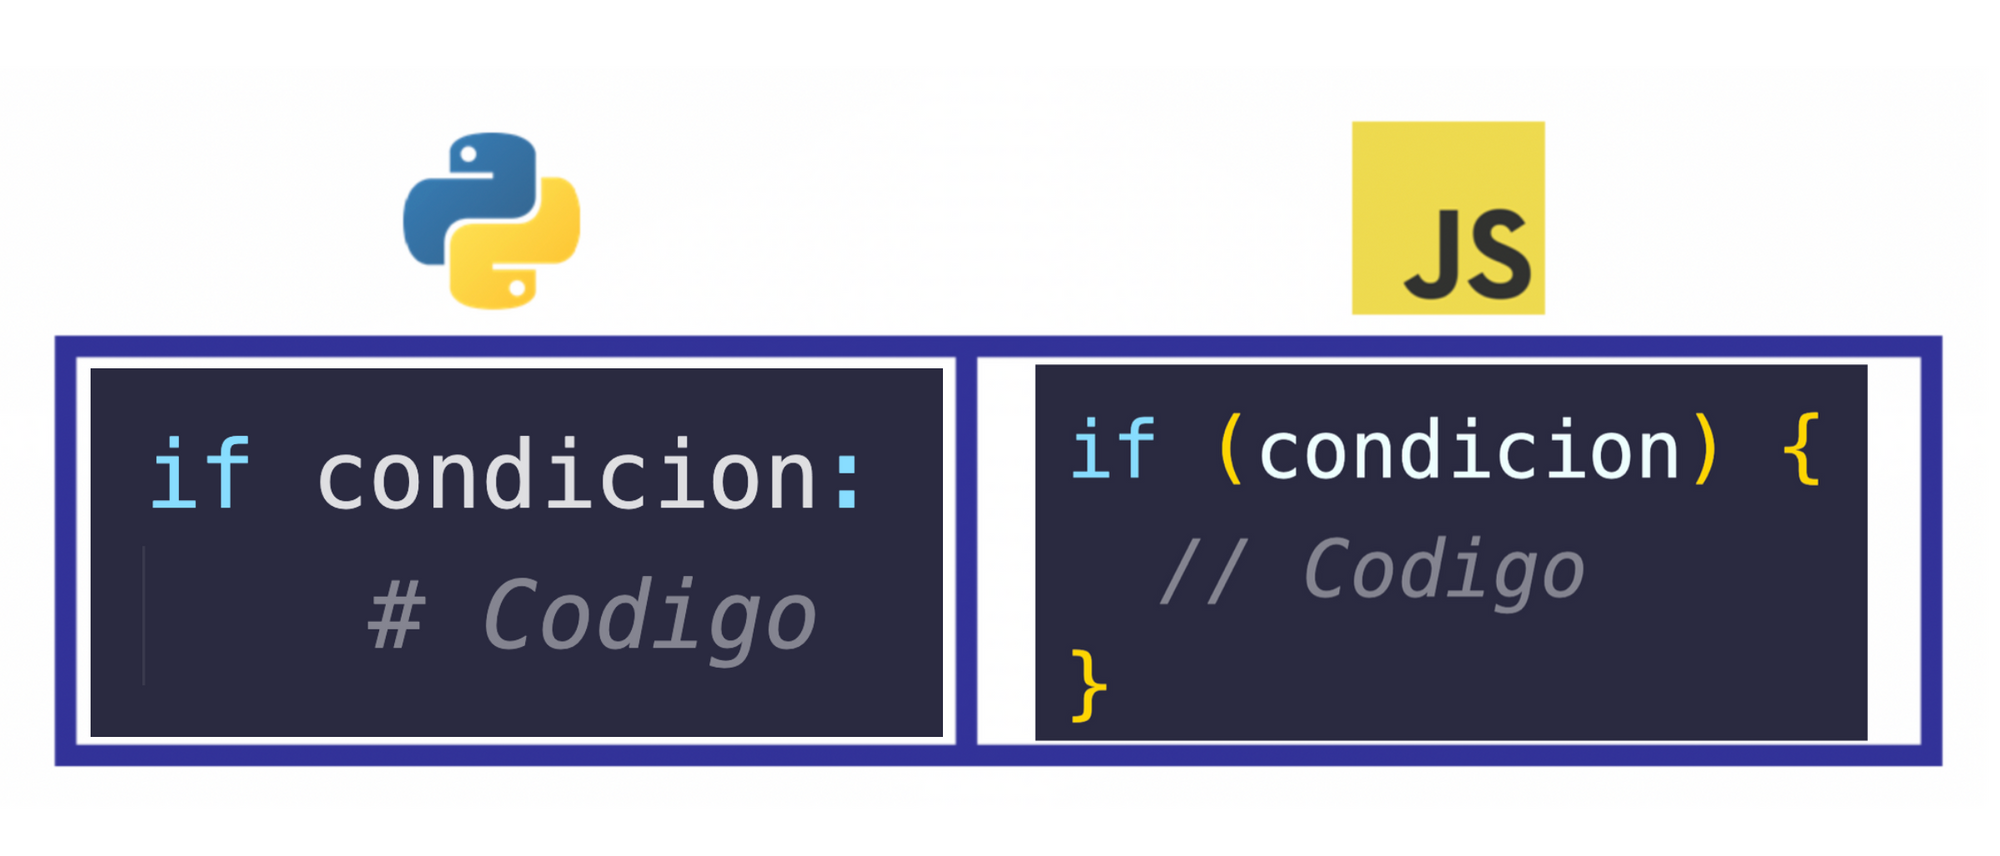 JS
if condicion:
# Codigo
if (condicion) {
// Codigo
}